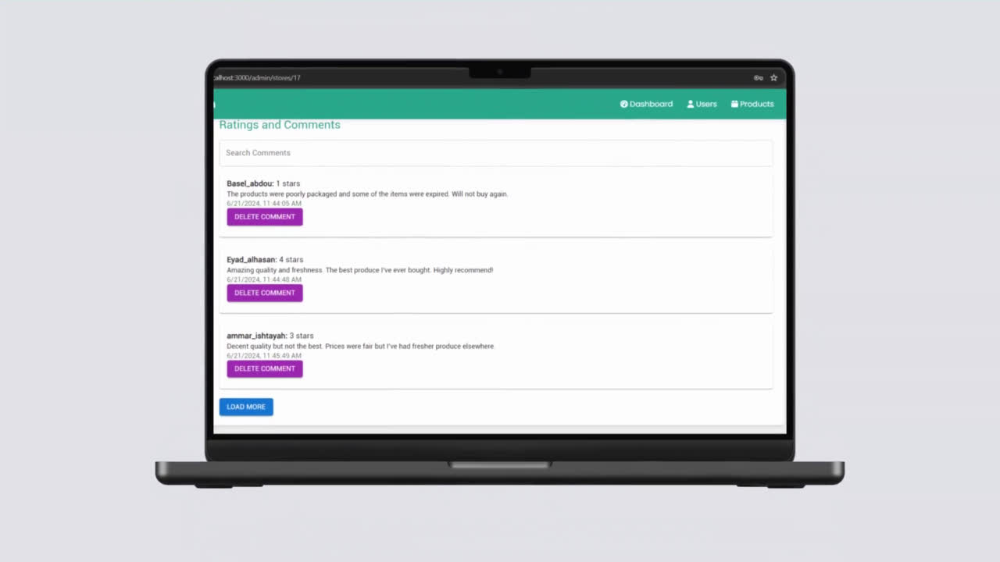 calhost:3000/admin/stores/17
Dashboard Users Products
Ratings and Comments
Search Comments
Basel_abdou: 1 stars
The products were poorly packaged and some of the items were expired. Will not buy again.
6/21/2024, 11:44:05 AM
DELETE COMMENT
Eyad_alhasan: 4 stars
Amazing quality and freshness. The best produce I've ever bought. Highly recommend!
6/21/2024, 11:44:48 AM
DELETE COMMENT
ammar_ishtayah: 3 stars
Decent quality but not the best. Prices were fair but I've had fresher produce elsewhere.
6/21/2024, 11:45:49 AM
DELETE COMMENT
LOAD MORE